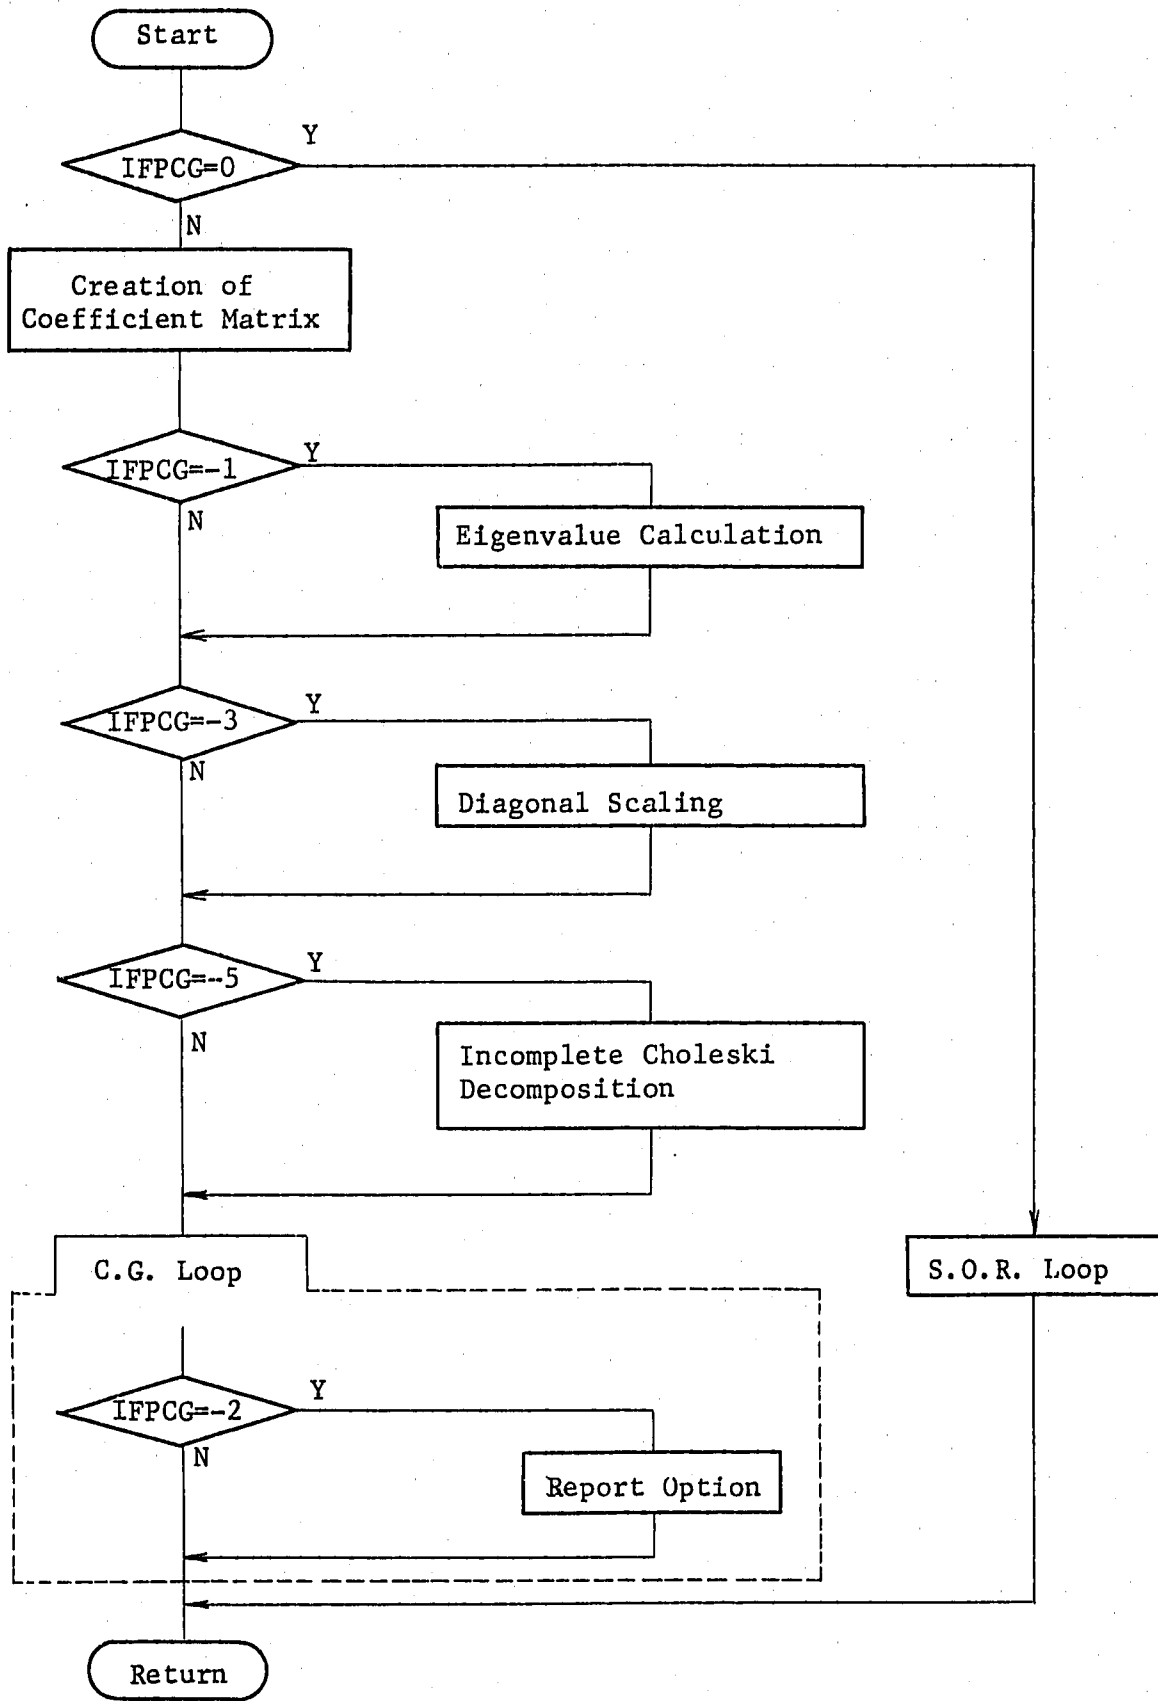 Start
Y
IFPCG=0
N
Creation of
Coefficient Matrix
Y
IFPCG=-1
N
Eigenvalue Calculation
Y
IFPCG=-3
N
Diagonal Scaling
Y
IFPCG=-5
N
Incomplete Choleski
Decomposition
C.G. Loop
S.O.R. Loop
Y
IFPCG=-2
N
Report Option
Return